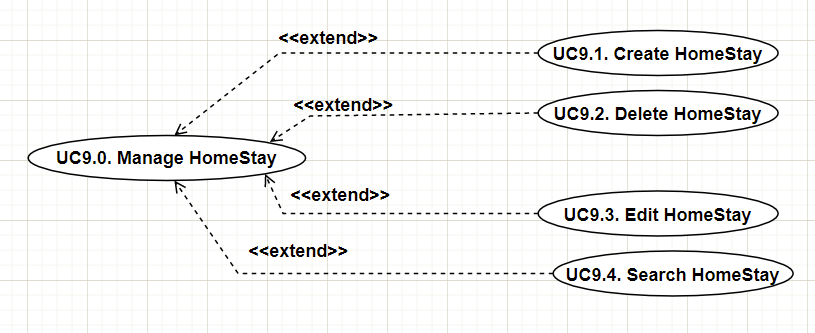 <<extend>>
UC9.1. Create HomeStay
<<extend>>
UC9.2. Delete HomeStay
UC9.0. Manage HomeStay
<<extend>>
UC9.3. Edit HomeStay
<<extend>>
UC9.4. Search HomeStay